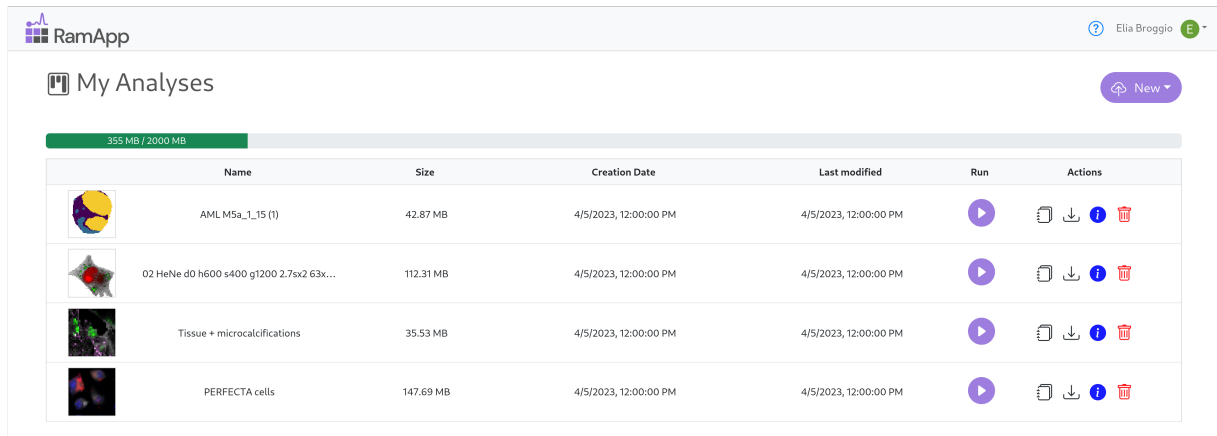 RamApp
? Elia Broggio E
My Analyses
New
355 MB / 2000 MB
Name Size Creation Date Last modified Run Actions
AML M5a_1_15 (1) 42.87 MB 4/5/2023, 12:00:00 PM 4/5/2023, 12:00:00 PM i
02 HeNe d0 h600 s400 g1200 2.7sx2 63x... 112.31 MB 4/5/2023, 12:00:00 PM 4/5/2023, 12:00:00 PM i
Tissue + microcalcifications 35.53 MB 4/5/2023, 12:00:00 PM 4/5/2023, 12:00:00 PM i
PERFECTA cells 147.69 MB 4/5/2023, 12:00:00 PM 4/5/2023, 12:00:00 PM i